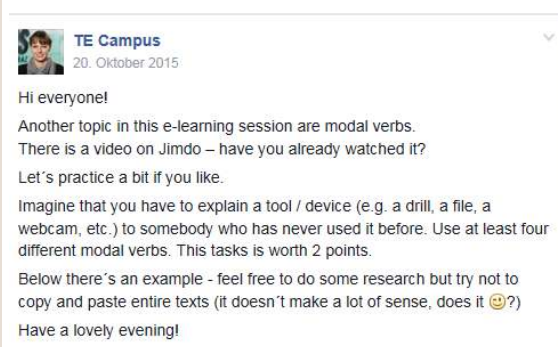 TE Campus
20. Oktober 2015
Hi everyone!
Another topic in this e-learning session are modal verbs.
There is a video on Jimdo – have you already watched it?
Let´s practice a bit if you like.
Imagine that you have to explain a tool / device (e.g. a drill, a file, a
webcam, etc.) to somebody who has never used it before. Use at least four
different modal verbs. This tasks is worth 2 points.
Below there´s an example - feel free to do some research but try not to
copy and paste entire texts (it doesn´t make a lot of sense, does it 🙂?)
Have a lovely evening!